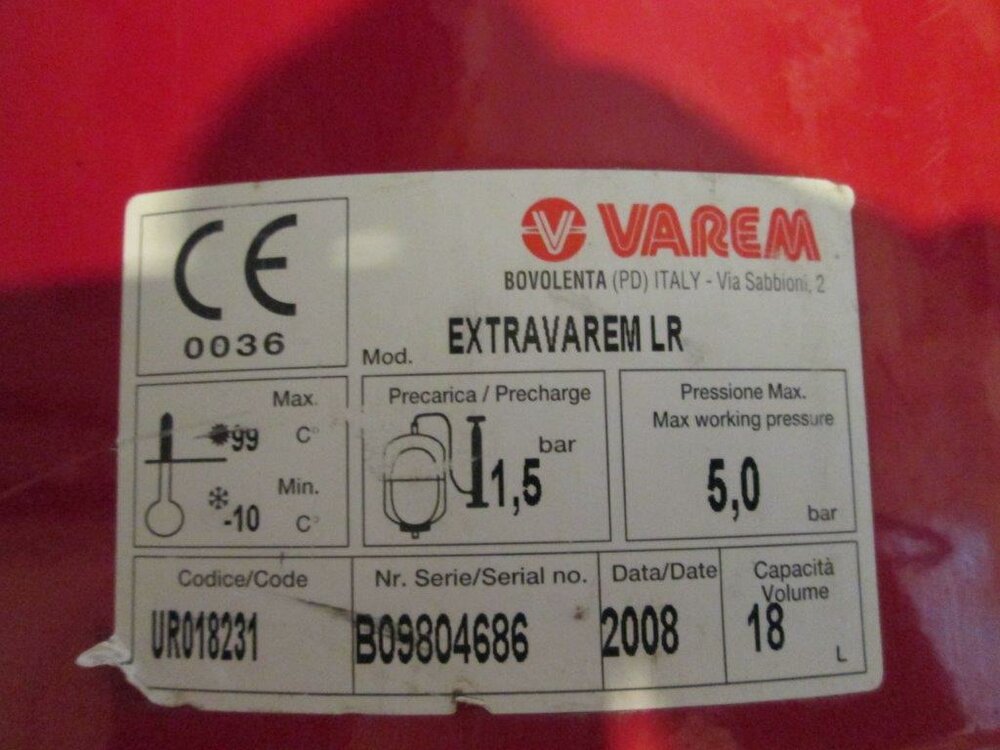 CE
0036
VAREM
BOVOLENTA (PD) ITALY - Via Sabbioni, 2
Mod. EXTRAVAREM LR
Max.
99 C°
Min.
-10 C°
Precarica / Precharge
bar
1,5
Pressione Max.
Max working pressure
5,0
bar
Codice/Code
UR018231
Nr. Serie/Serial no.
B09804686
Data/Date
2008
Capacità
Volume
18
L